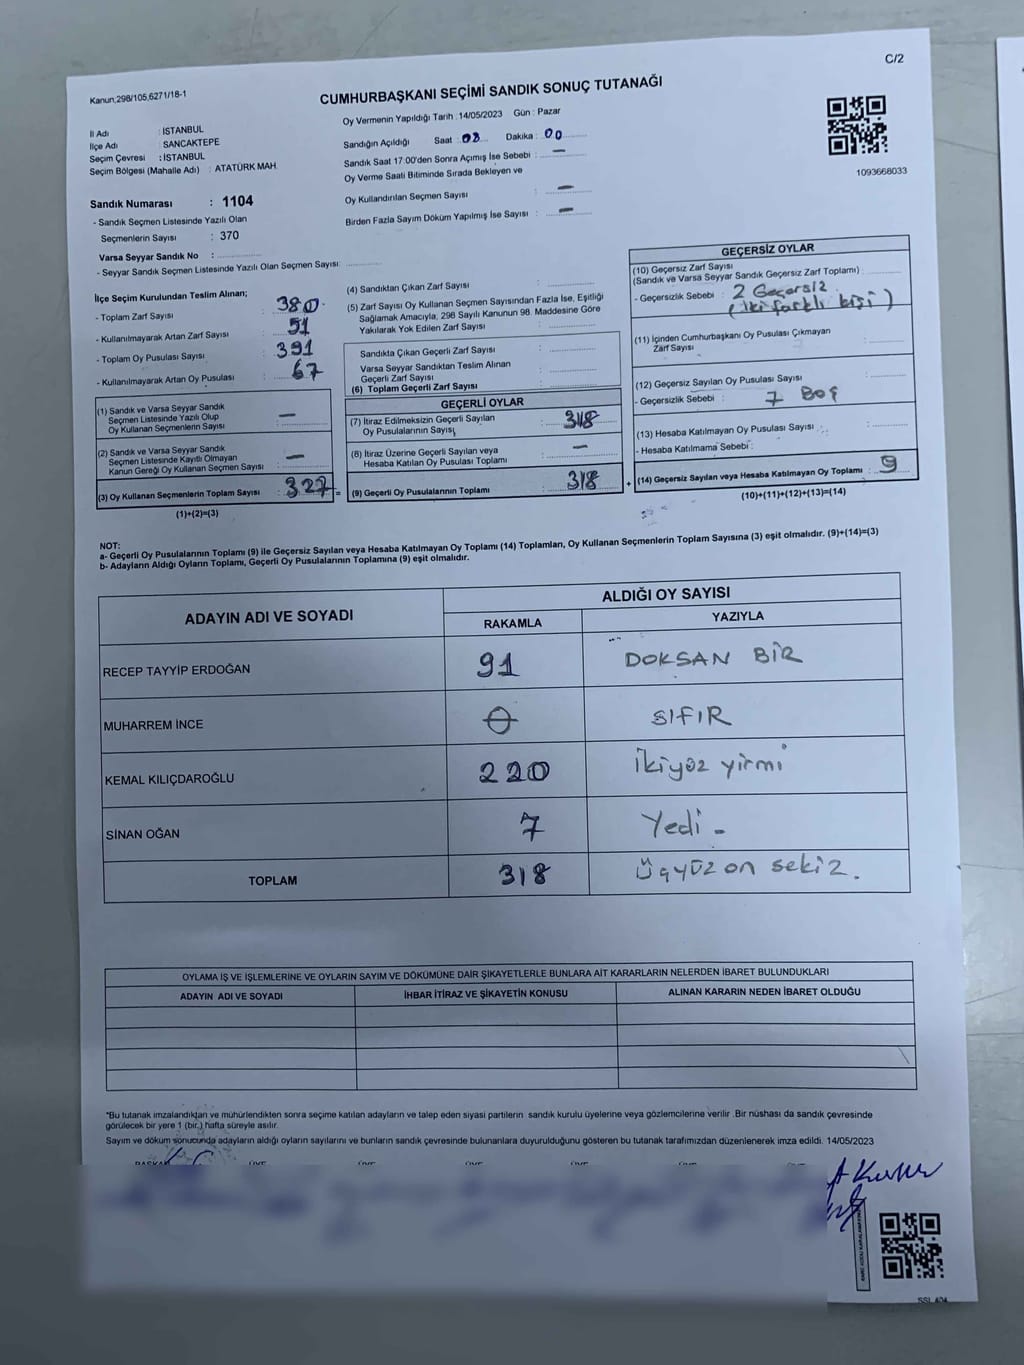 C/2
Kanun,298/105,6271/18-1
CUMHURBAŞKANI SEÇİMİ SANDIK SONUÇ TUTANAĞI
İl Adı : İSTANBUL
İlçe Adı : SANCAKTEPE
Seçim Çevresi : İSTANBUL
Seçim Bölgesi (Mahalle Adı) : ATATÜRK MAH.
Sandık Numarası : 1104
- Sandık Seçmen Listesinde Yazılı Olan
Seçmenlerin Sayısı : 370
Varsa Seyyar Sandık No :
- Seyyar Sandık Seçmen Listesinde Yazılı Olan Seçmen Sayısı:
Oy Vermenin Yapıldığı Tarih : 14/05/2023 Gün : Pazar
Sandığın Açıldığı Saat : 08 Dakika : 00
Sandık Saat 17:00'den Sonra Açımış İse Sebebi : —
Oy Verme Saati Bitiminde Sırada Bekleyen ve
Oy Kullandırılan Seçmen Sayısı : —
Birden Fazla Sayım Döküm Yapılmış İse Sayısı : —
1093668033
İlçe Seçim Kurulundan Teslim Alınan;
- Toplam Zarf Sayısı : 380
- Kullanılmayarak Artan Zarf Sayısı : 51
- Toplam Oy Pusulası Sayısı : 391
- Kullanılmayarak Artan Oy Pusulası : 67
(1) Sandık ve Varsa Seyyar Sandık
Seçmen Listesinde Yazılı Olup
Oy Kullanan Seçmenlerin Sayısı : —
(2) Sandık ve Varsa Seyyar Sandık
Seçmen Listesinde Kayıtlı Olmayan
Kanun Gereği Oy Kullanan Seçmen Sayısı : —
(3) Oy Kullanan Seçmenlerin Toplam Sayısı : 327 =
(1)+(2)=(3)
(4) Sandıktan Çıkan Zarf Sayısı :
(5) Zarf Sayısı Oy Kullanan Seçmen Sayısından Fazla İse, Eşitliği
Sağlamak Amacıyla, 298 Sayılı Kanunun 98. Maddesine Göre
Yakılarak Yok Edilen Zarf Sayısı :
Sandıkta Çıkan Geçerli Zarf Sayısı :
Varsa Seyyar Sandıktan Teslim Alınan
Geçerli Zarf Sayısı :
(6) Toplam Geçerli Zarf Sayısı :
GEÇERLİ OYLAR
(7) İtiraz Edilmeksizin Geçerli Sayılan
Oy Pusulalarının Sayısı : 318
(8) İtiraz Üzerine Geçerli Sayılan veya
Hesaba Katılan Oy Pusulası Toplamı : —
(9) Geçerli Oy Pusulalarının Toplamı : 318 +
GEÇERSİZ OYLAR
(10) Geçersiz Zarf Sayısı
(Sandık ve Varsa Seyyar Sandık Geçersiz Zarf Toplamı) :
- Geçersizlik Sebebi : 2 Geçersiz
(iki farklı kişi)
(11) İçinden Cumhurbaşkanı Oy Pusulası Çıkmayan
Zarf Sayısı :
(12) Geçersiz Sayılan Oy Pusulası Sayısı :
- Geçersizlik Sebebi : 7 Boş
(13) Hesaba Katılmayan Oy Pusulası Sayısı :
- Hesaba Katılmama Sebebi :
(14) Geçersiz Sayılan veya Hesaba Katılmayan Oy Toplamı : 9
(10)+(11)+(12)+(13)=(14)
NOT:
a- Geçerli Oy Pusulalarının Toplamı (9) ile Geçersiz Sayılan veya Hesaba Katılmayan Oy Toplamı (14) Toplamları, Oy Kullanan Seçmenlerin Toplam Sayısına (3) eşit olmalıdır. (9)+(14)=(3)
b- Adayların Aldığı Oyların Toplamı, Geçerli Oy Pusulalarının Toplamına (9) eşit olmalıdır.
ADAYIN ADI VE SOYADI
ALDIĞI OY SAYISI
RAKAMLA YAZIYLA
RECEP TAYYİP ERDOĞAN 91 DOKSAN BİR
MUHARREM İNCE 0 SIFIR
KEMAL KILIÇDAROĞLU 220 İkiyüz yirmi
SİNAN OĞAN 7 Yedi -
TOPLAM 318 Üçyüz on sekiz.
OYLAMA İŞ VE İŞLEMLERİNE VE OYLARIN SAYIM VE DÖKÜMÜNE DAİR ŞİKAYETLERLE BUNLARA AİT KARARLARIN NELERDEN İBARET BULUNDUKLARI
ADAYIN ADI VE SOYADI İHBAR İTİRAZ VE ŞİKAYETİN KONUSU ALINAN KARARIN NEDEN İBARET OLDUĞU
*Bu tutanak imzalandıktan ve mühürlendikten sonra seçime katılan adayların ve talep eden siyasi partilerin sandık kurulu üyelerine veya gözlemcilerine verilir .Bir nüshası da sandık çevresinde
görülecek bir yere 1 (bir.) hafta süreyle asılır.
Sayım ve döküm sonucunda adayların aldığı oyların sayılarını ve bunların sandık çevresinde bulunanlara duyurulduğunu gösteren bu tutanak tarafımızdan düzenlenerek imza edildi. 14/05/2023